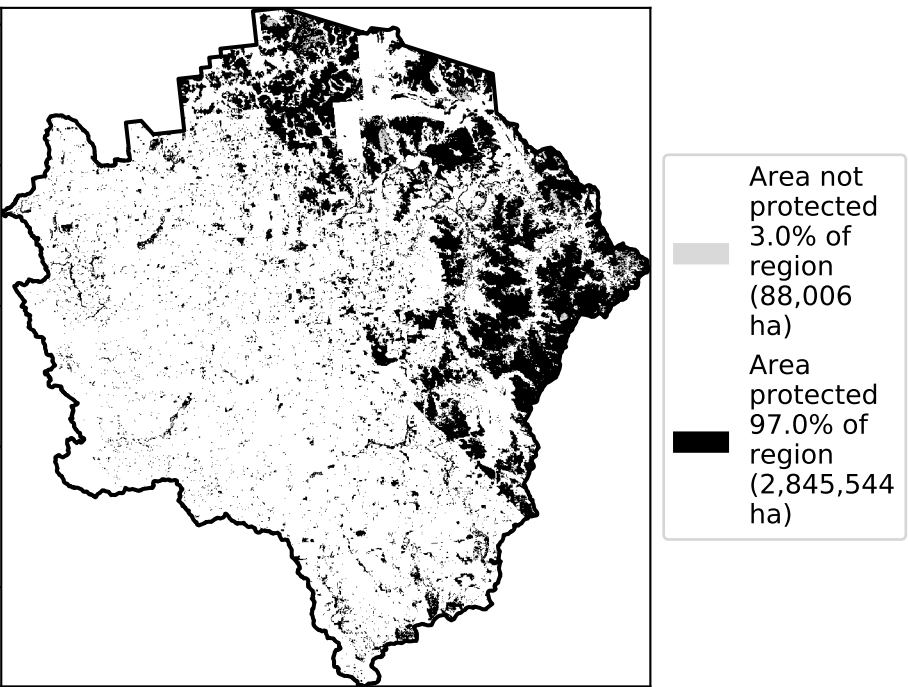 Area not
protected
3.0% of
region
(88,006
ha)
Area
protected
97.0% of
region
(2,845,544
ha)